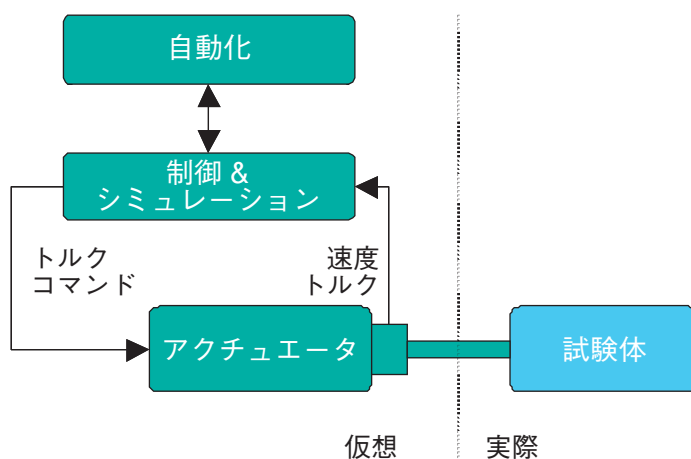 自動化
制御 &
シミュレーション
トルク
コマンド
速度
トルク
アクチュエータ
試験体
仮想
実際